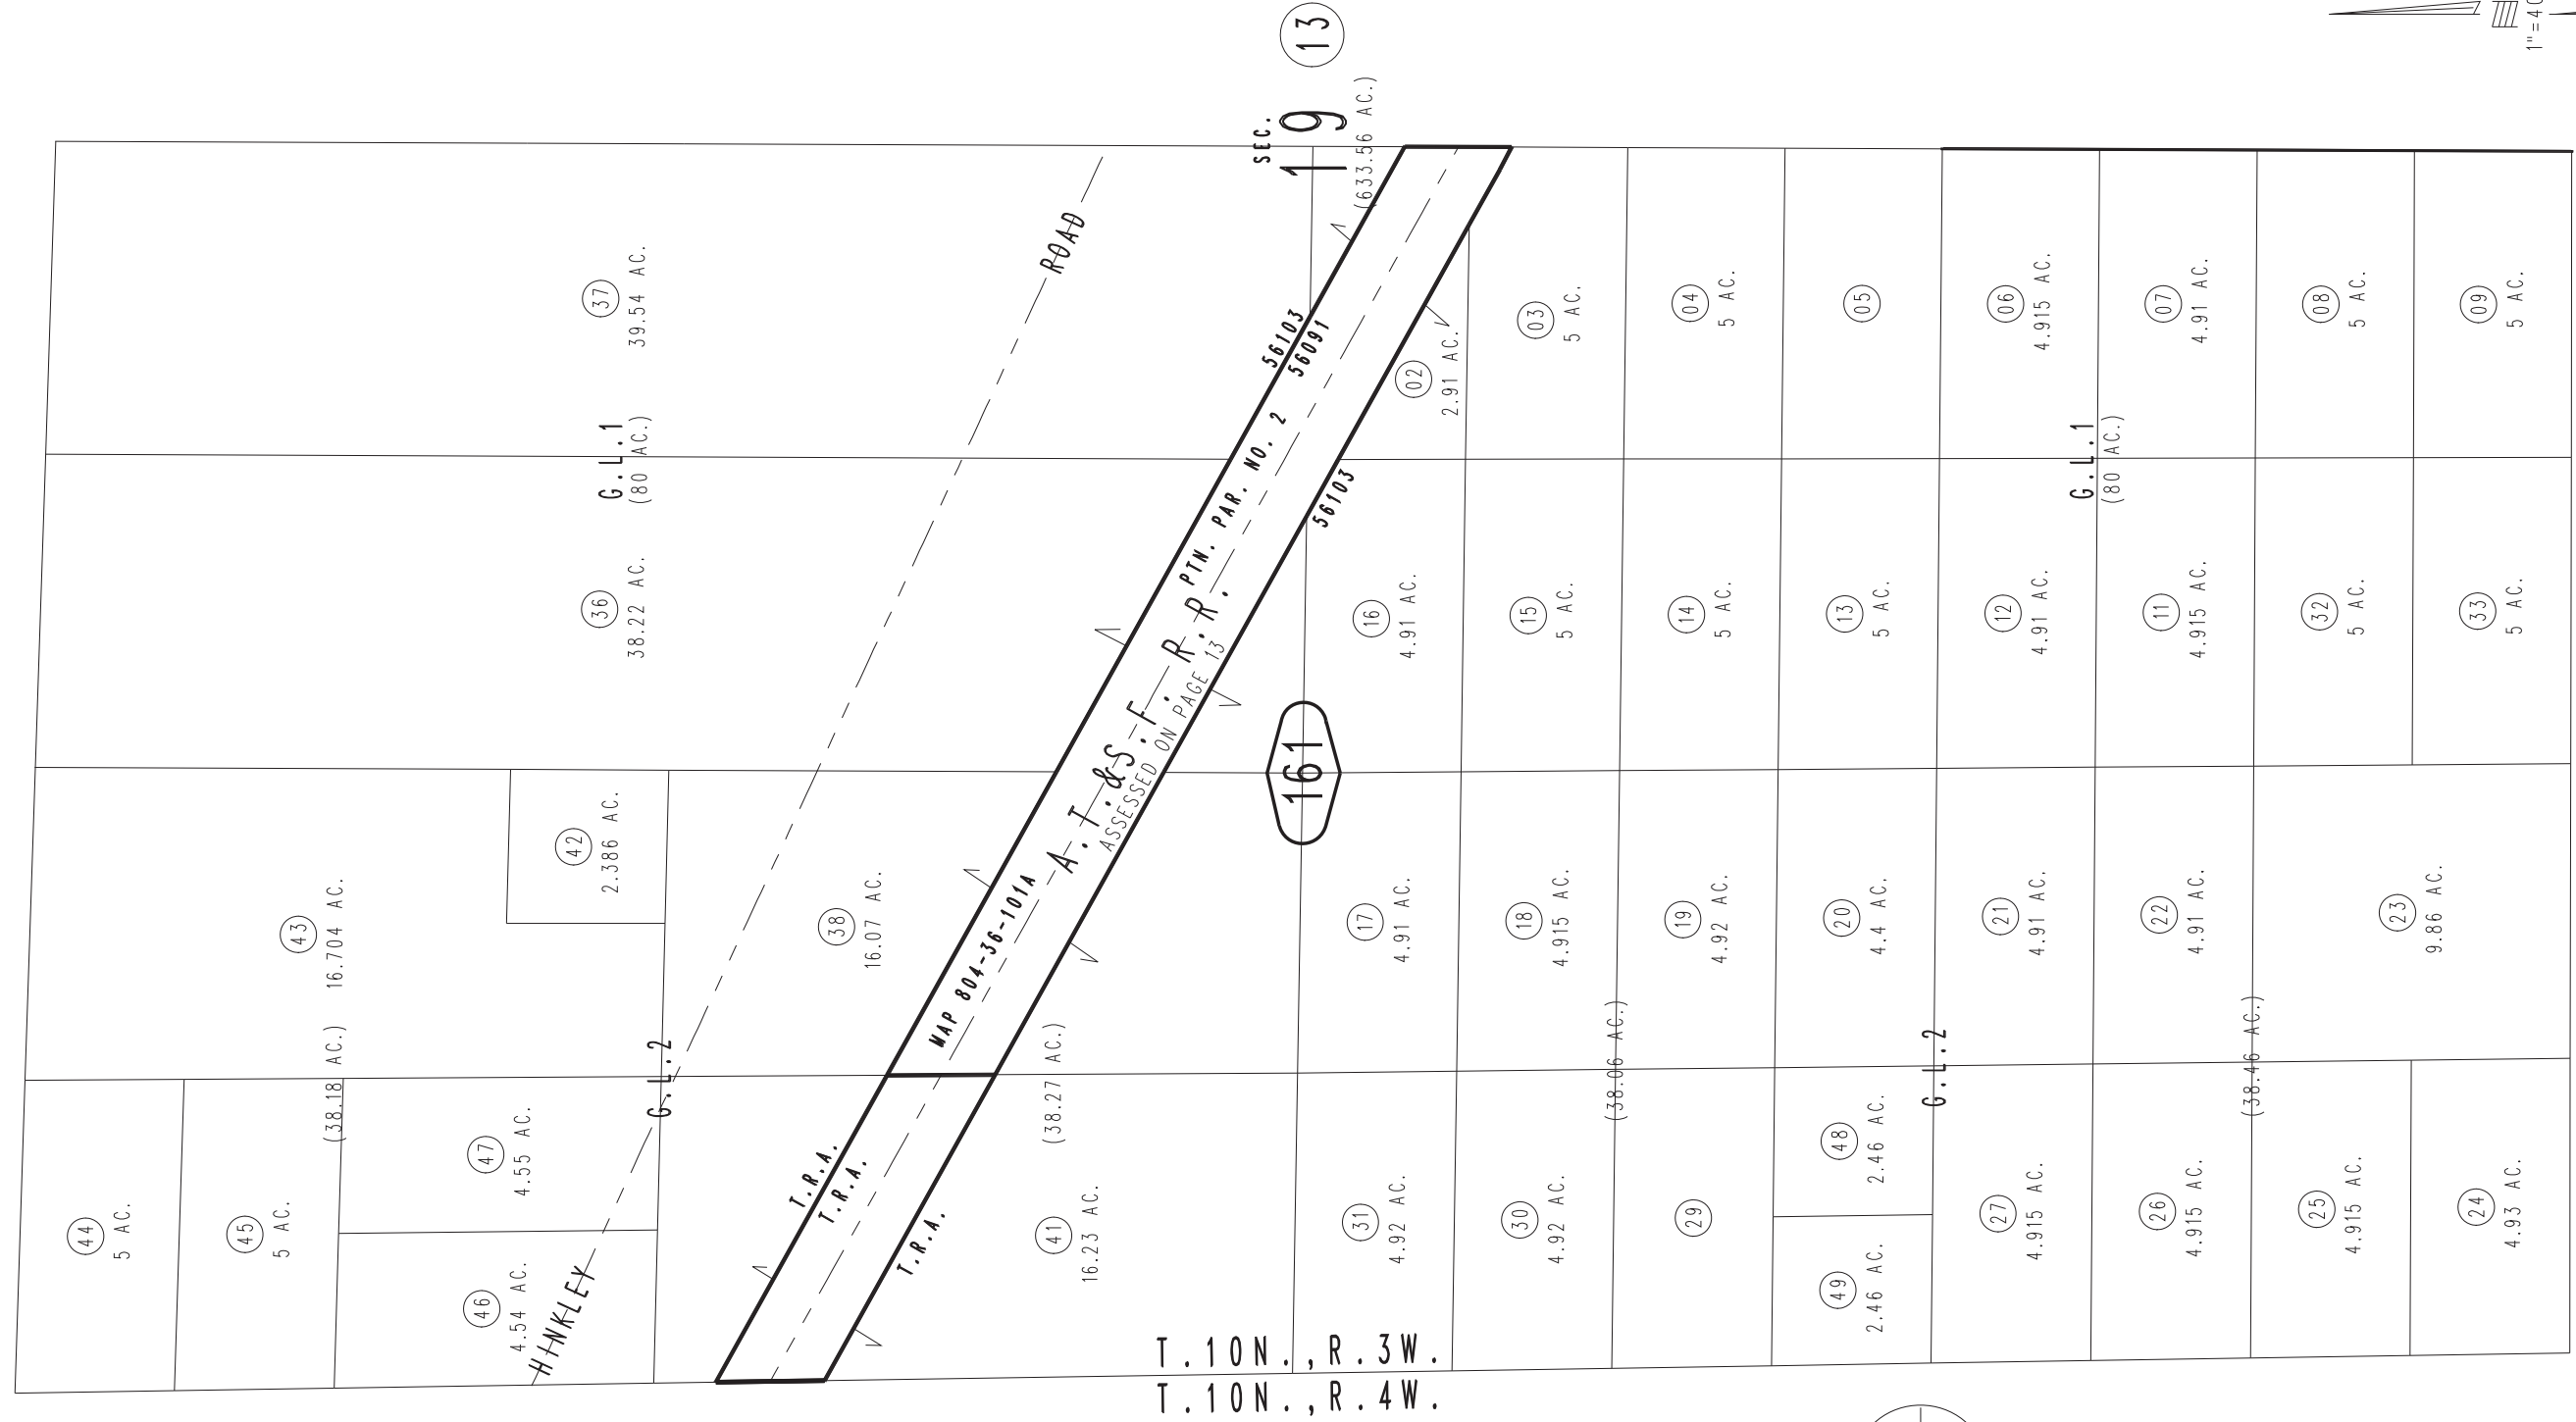 13
SEC.
19
(633.56 AC.)
37
39.54 AC.
G.L.1
(80 AC.)
36
38.22 AC.
ROAD
56103
56091
PTN. PAR. NO. 2
A.T.&S.F. R.R.
ASSESSED ON PAGE 13
MAP 804-36-101A
56103
02
2.91 AC.
03
5 AC.
04
5 AC.
05
06
4.915 AC.
07
4.91 AC.
08
5 AC.
09
5 AC.
G.L.1
(80 AC.)
16
4.91 AC.
15
5 AC.
14
5 AC.
13
5 AC.
12
4.91 AC.
11
4.915 AC.
32
5 AC.
33
5 AC.
161
43
16.704 AC.
(38.18 AC.)
42
2.386 AC.
38
16.07 AC.
G.L.2
17
4.91 AC.
18
4.915 AC.
19
4.92 AC.
20
4.4 AC.
21
4.91 AC.
22
4.91 AC.
23
9.86 AC.
(38.27 AC.)
(38.06 AC.)
G.L.2
(38.46 AC.)
44
5 AC.
45
5 AC.
47
4.55 AC.
46
4.54 AC.
HINKLEY
T.R.A.
T.R.A.
T.R.A.
41
16.23 AC.
31
4.92 AC.
30
4.92 AC.
29
48
2.46 AC.
49
2.46 AC.
27
4.915 AC.
26
4.915 AC.
25
4.915 AC.
24
4.93 AC.
T.10N.,R.3W.
T.10N.,R.4W.